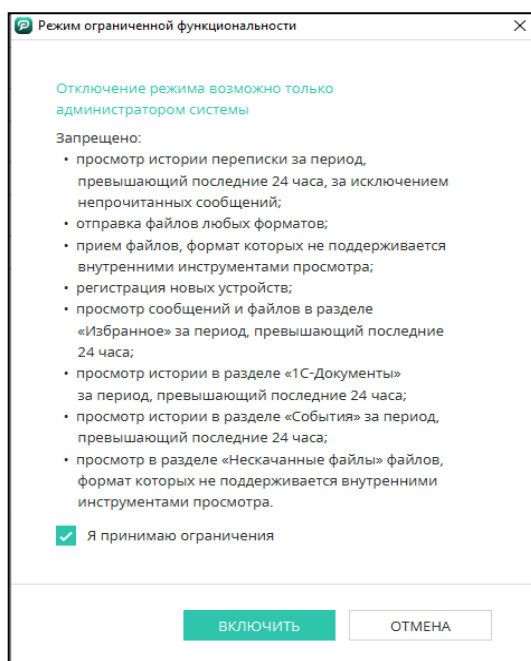 Режим ограниченной функциональности
Отключение режима возможно только
администратором системы
Запрещено:
• просмотр истории переписки за период,
превышающий последние 24 часа, за исключением
непрочитанных сообщений;
• отправка файлов любых форматов;
• прием файлов, формат которых не поддерживается
внутренними инструментами просмотра;
• регистрация новых устройств;
• просмотр сообщений и файлов в разделе
«Избранное» за период, превышающий последние
24 часа;
• просмотр истории в разделе «1С-Документы»
за период, превышающий последние 24 часа;
• просмотр истории в разделе «События» за период,
превышающий последние 24 часа;
• просмотр в разделе «Нескачанные файлы» файлов,
формат которых не поддерживается внутренними
инструментами просмотра.
Я принимаю ограничения
ВКЛЮЧИТЬ ОТМЕНА